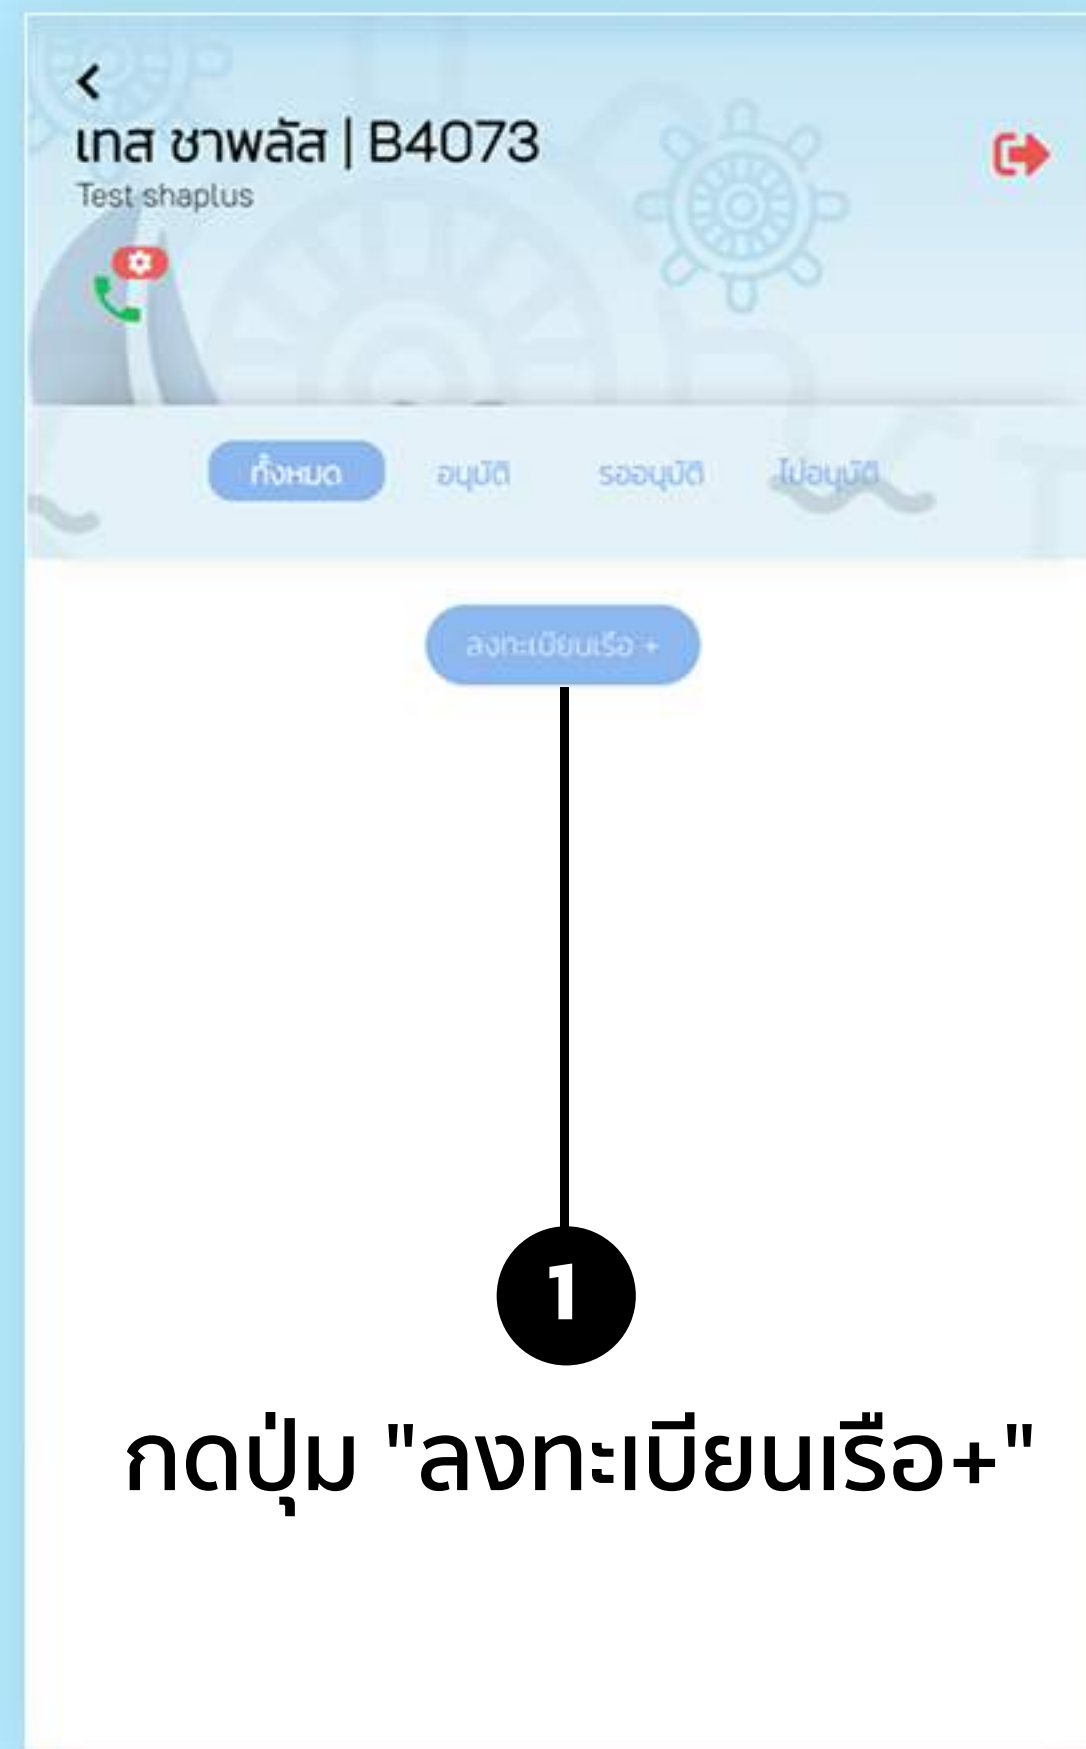 เทส ชาพลัส | B4073
Test shaplus
ทั้งหมด อนุมัติ รออนุมัติ ไม่อนุมัติ
ลงทะเบียนเรือ +
1
กดปุ่ม "ลงทะเบียนเรือ+"